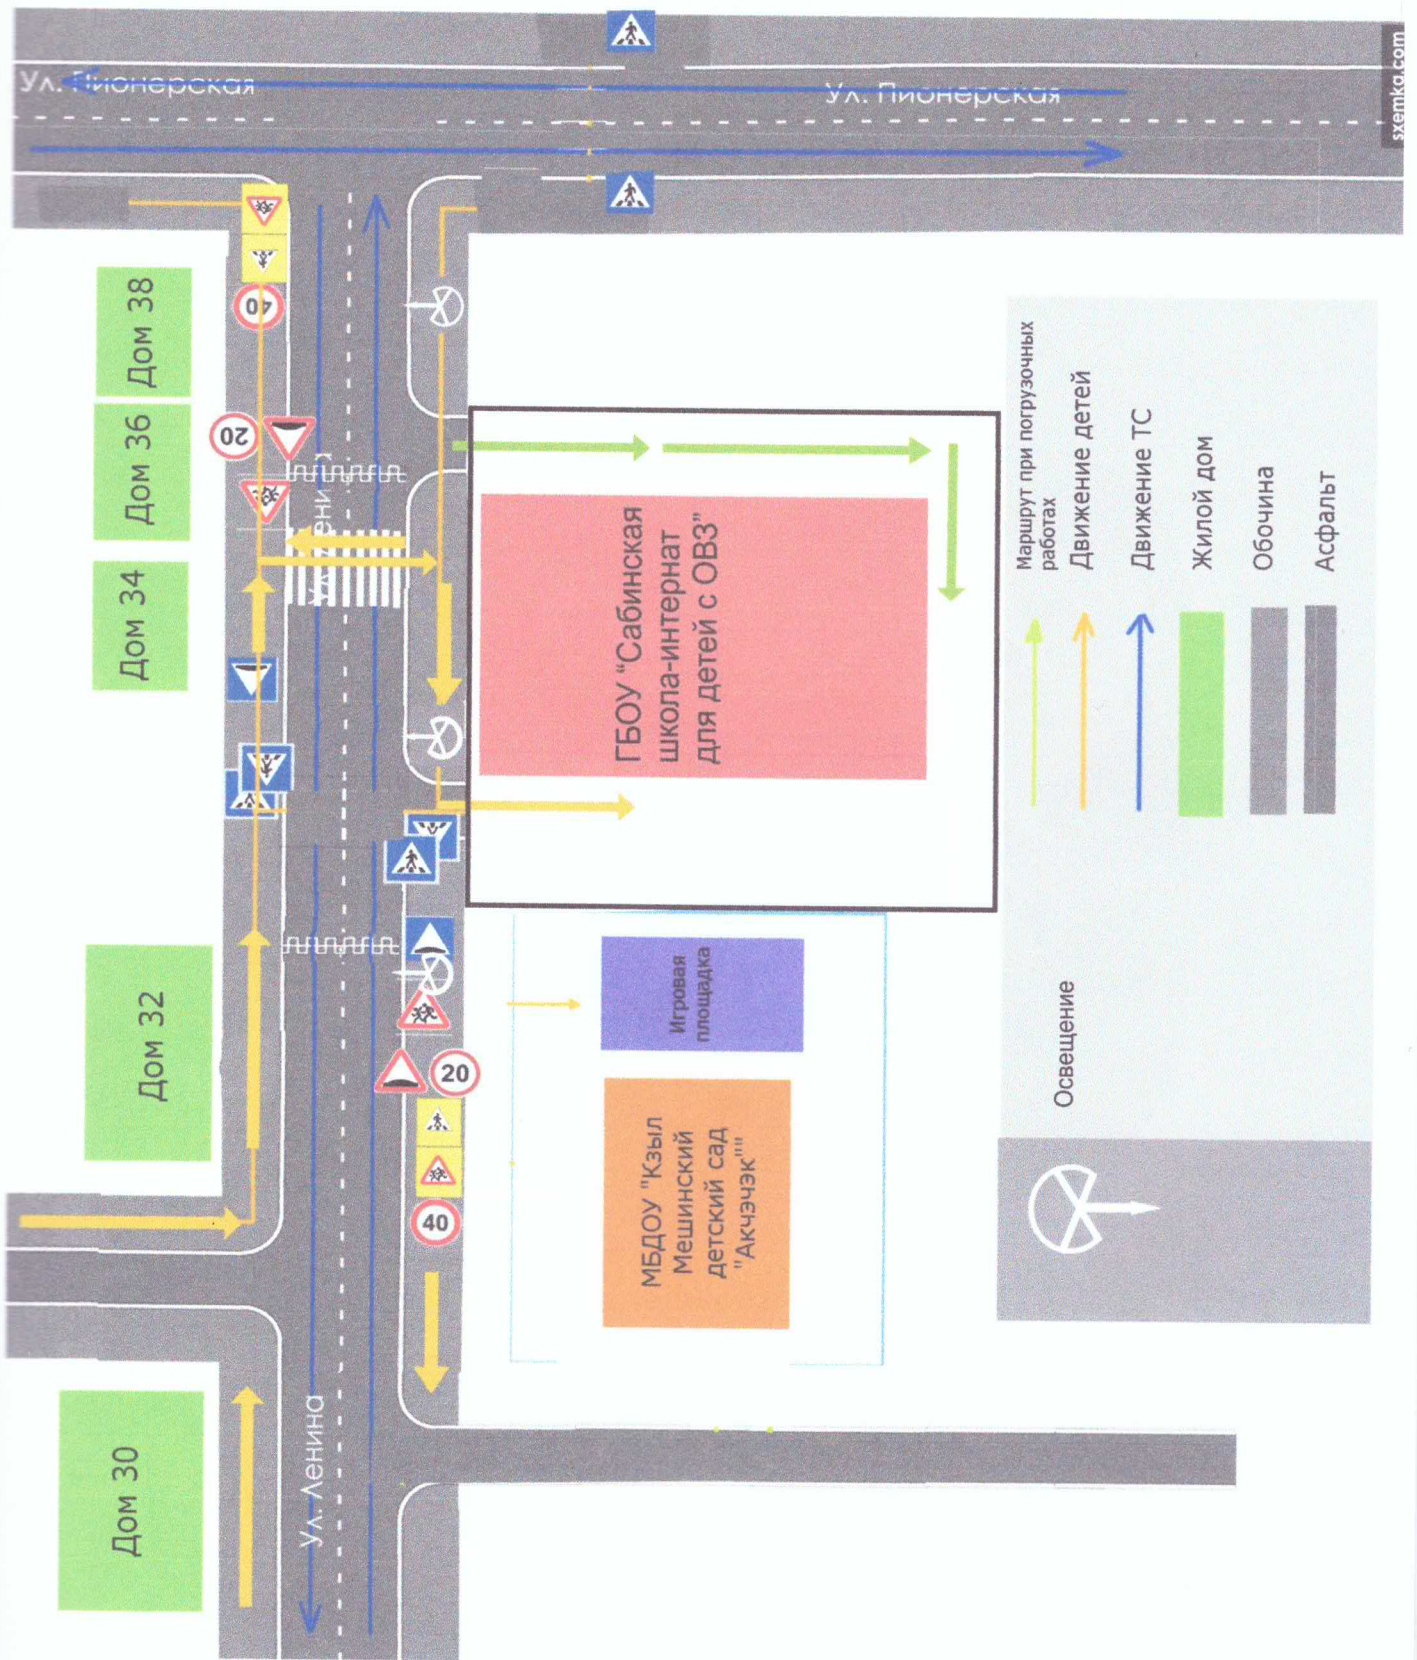 Ул. Пионерская
Ул. Пионерская
sxemka.com
Дом 38
Дом 36
Дом 34
Дом 32
Дом 30
40
20
20
40
Ул. Ленина
ГБОУ "Сабинская
школа-интернат
для детей с ОВЗ"
Игровая
площадка
МБДОУ "Кзыл
Мешинский
детский сад
"Акчэчэк""
Маршрут при погрузочных
работах
Движение детей
Движение ТС
Жилой дом
Обочина
Асфальт
Освещение